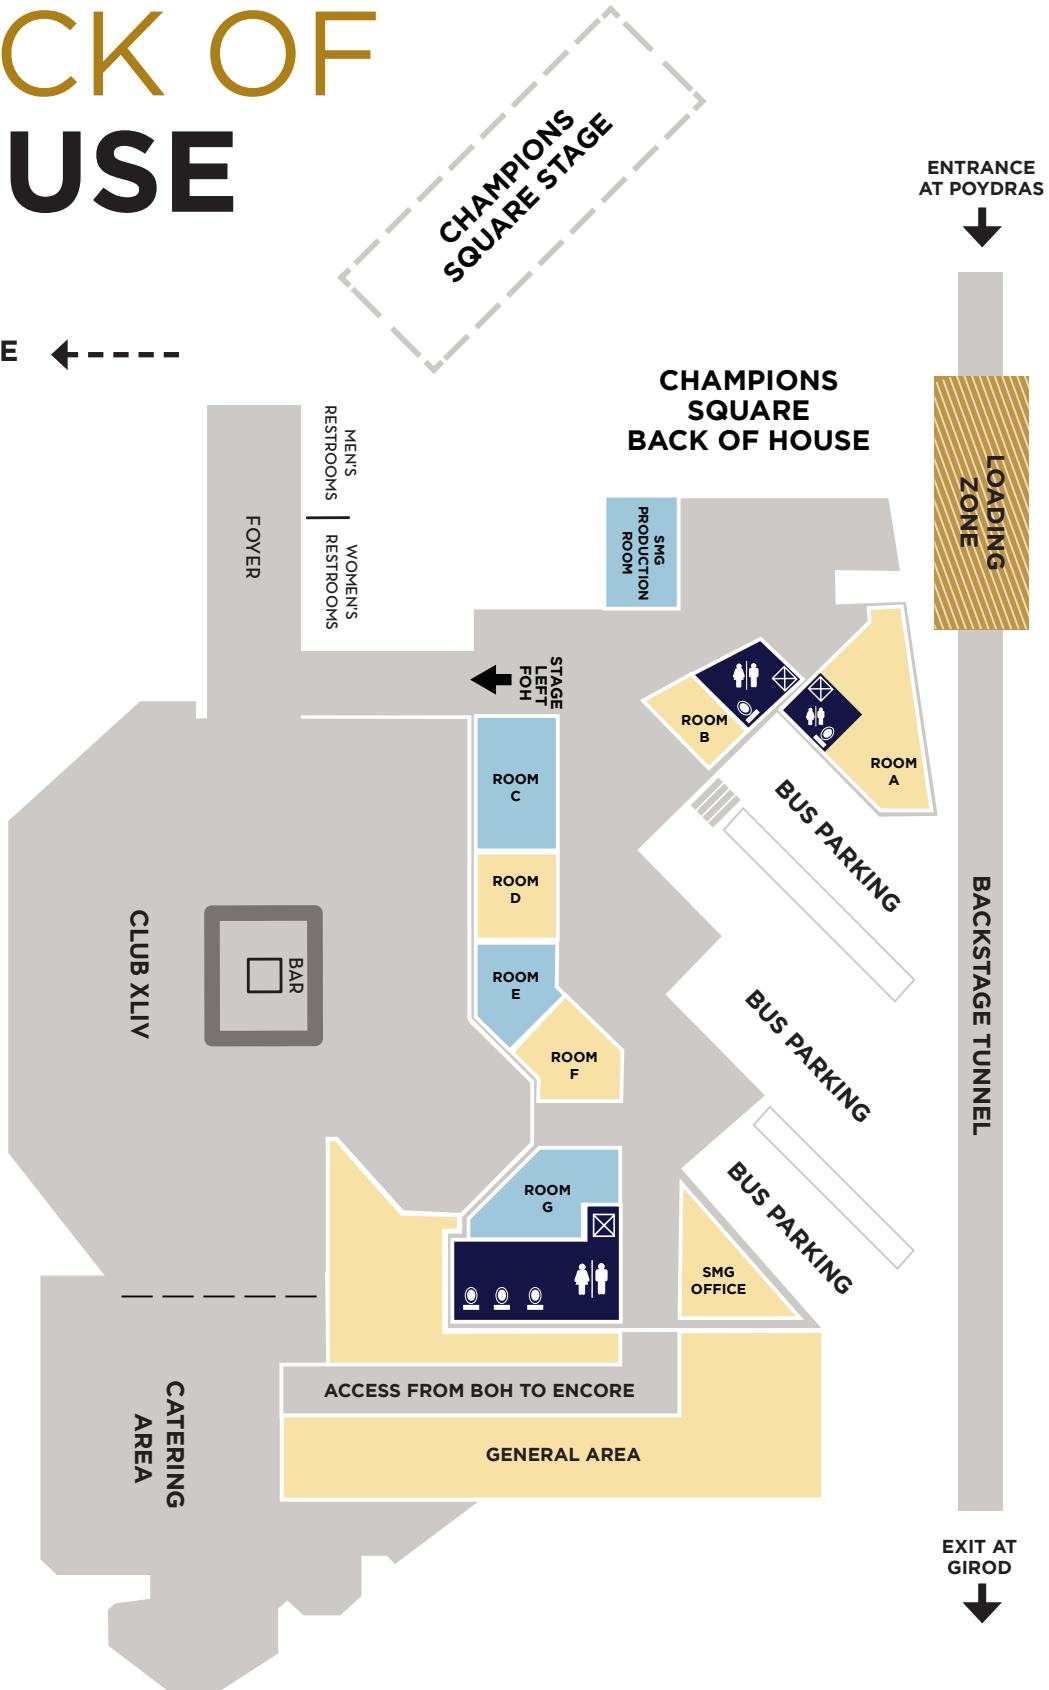 CK OF
USE
CHAMPIONS
SQUARE STAGE
ENTRANCE
AT POYDRAS
E
CHAMPIONS
SQUARE
BACK OF HOUSE
LOADING
ZONE
MEN'S
RESTROOMS
WOMEN'S
RESTROOMS
FOYER
SMG
PRODUCTION
ROOM
STAGE
LEFT
FOH
ROOM
B
ROOM
A
ROOM
C
BUS PARKING
ROOM
D
BACKSTAGE TUNNEL
CLUB XLIV
BAR
ROOM
E
BUS PARKING
ROOM
F
ROOM
G
BUS PARKING
SMG
OFFICE
ACCESS FROM BOH TO ENCORE
CATERING
AREA
GENERAL AREA
EXIT AT
GIROD